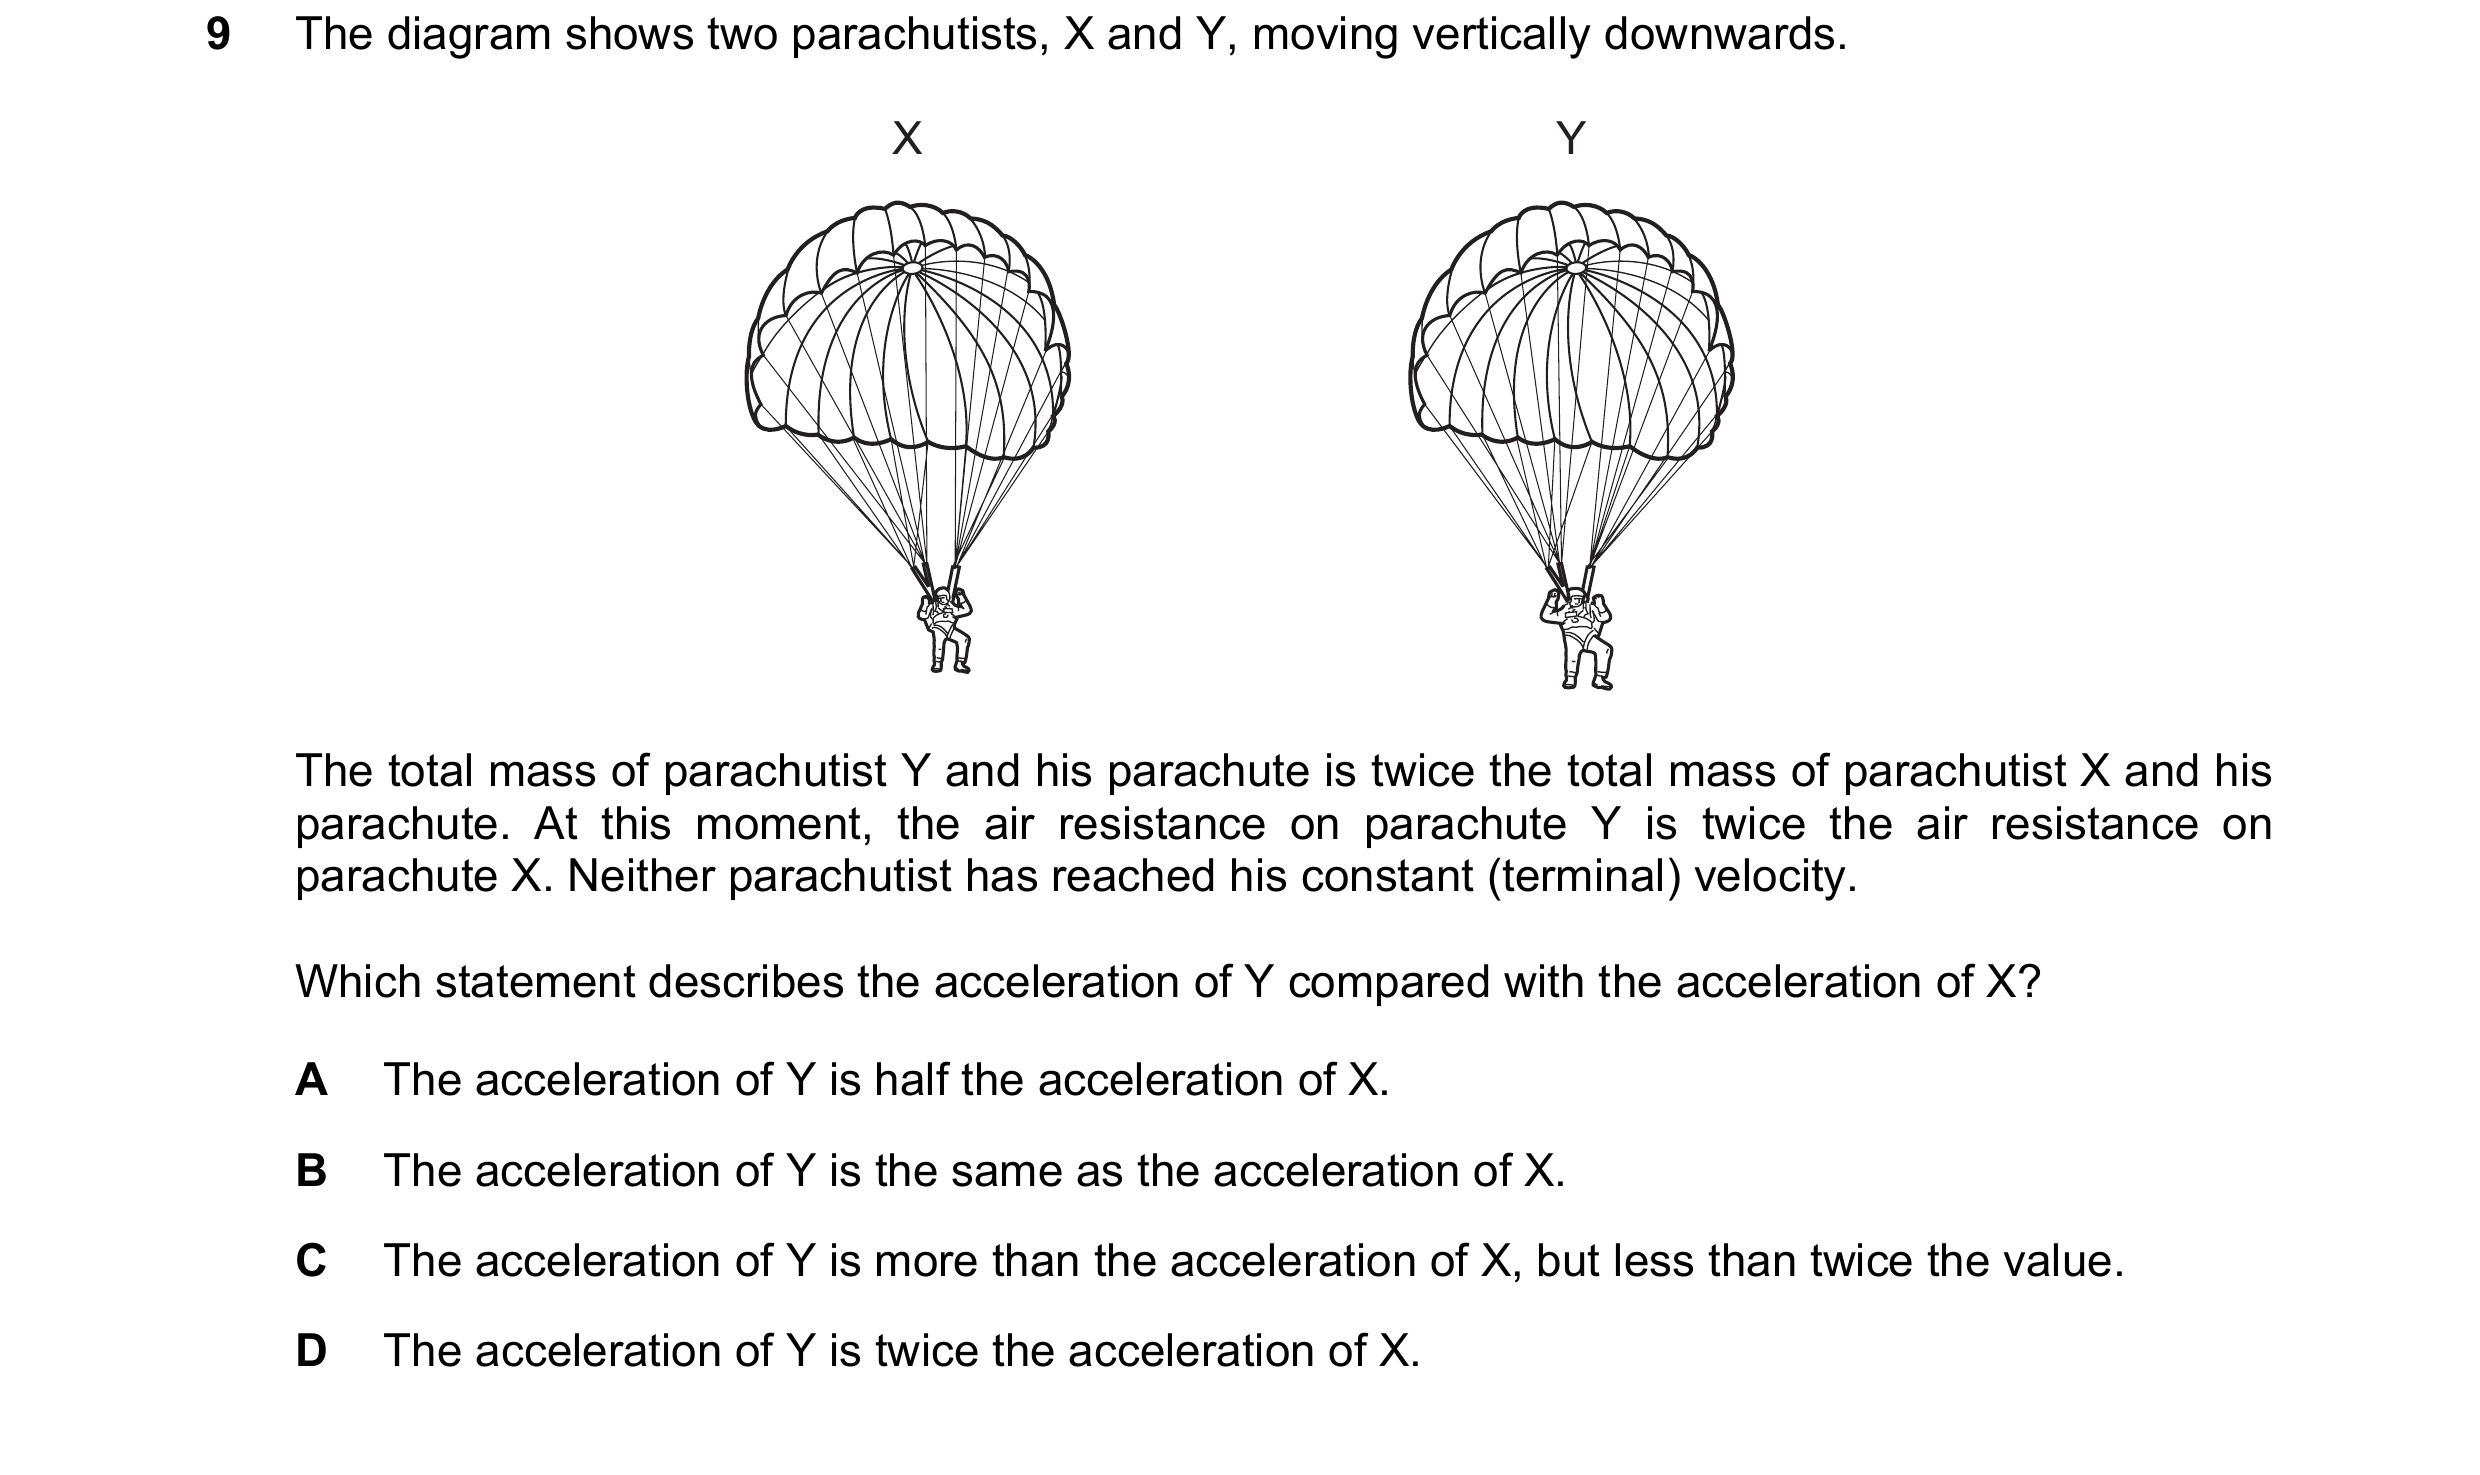 9 The diagram shows two parachutists, X and Y, moving vertically downwards.
X Y
The total mass of parachutist Y and his parachute is twice the total mass of parachutist X and his
parachute. At this moment, the air resistance on parachute Y is twice the air resistance on
parachute X. Neither parachutist has reached his constant (terminal) velocity.
Which statement describes the acceleration of Y compared with the acceleration of X?
A The acceleration of Y is half the acceleration of X.
B The acceleration of Y is the same as the acceleration of X.
C The acceleration of Y is more than the acceleration of X, but less than twice the value.
D The acceleration of Y is twice the acceleration of X.